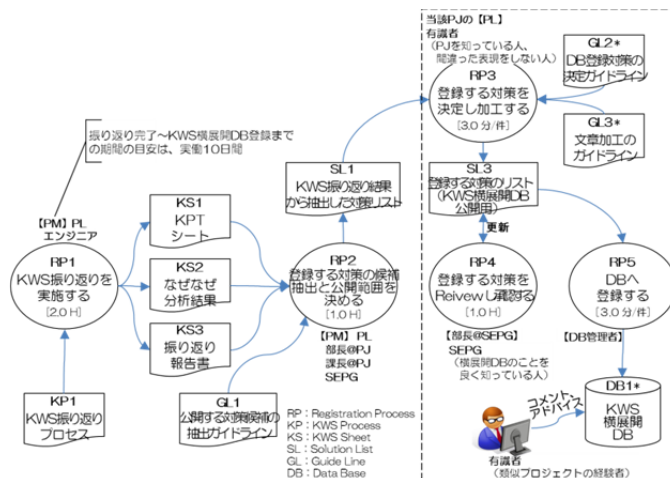 当該PJの【PL】
有識者
（PJを知っている人、
間違った表現をしない人）
GL2*
DB登録対策の
決定ガイドライン
RP3
登録する対策を
決定し加工する
[3.0 分/件]
GL3*
文章加工の
ガイドライン
振り返り完了～KWS横展開DB登録まで
の期間の目安は、実働10日間
SL1
KWS振り返り結果
から抽出した対策リスト
SL3
登録する対策のリスト
（KWS横展開DB
公開用）
更新
【PM】PL
エンジニア
RP1
KWS振り返りを
実施する
[2.0 H]
KS1
KPT
シート
KS2
なぜなぜ
分析結果
KS3
振り返り
報告書
RP2
登録する対策の候補
抽出と公開範囲を
決める
[1.0 H]
【PM】PL
部長@PJ
課長@PJ
SEPG
RP4
登録する対策を
Reivewし承認する
[1.0 H]
【部長@SEPG】
SEPG
（横展開DBのことを
良く知っている人）
RP5
DBへ
登録する
[3.0 分/件]
【DB管理者】
KP1
KWS振り返り
プロセス
GL1
公開する対策候補の
抽出ガイドライン
RP : Registration Process
KP : KWS Process
KS : KWS Sheet
SL : Solution List
GL : Guide Line
DB : Data Base
コメント、
アドバイス
DB1*
KWS
横展開
DB
有識者
（類似プロジェクトの経験者）